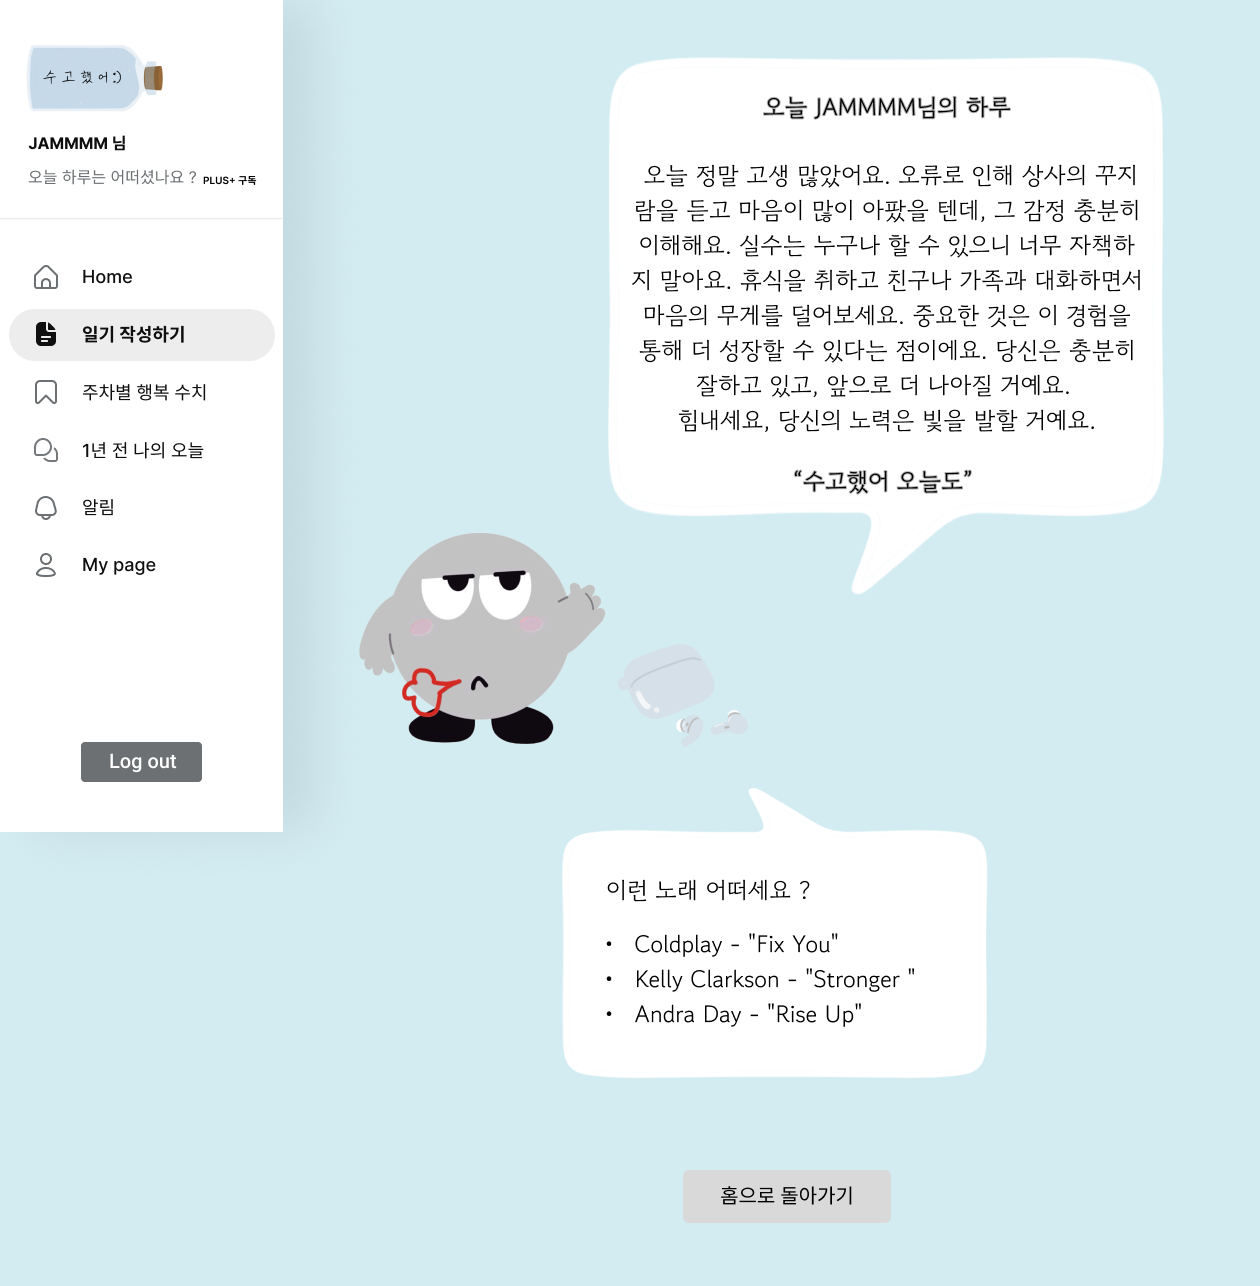 수고했어:)
JAMMMM 님
오늘 하루는 어떠셨나요 ? PLUS+ 구독
Home
일기 작성하기
주차별 행복 수치
1년 전 나의 오늘
알림
My page
Log out
오늘 JAMMMM님의 하루
오늘 정말 고생 많았어요. 오류로 인해 상사의 꾸지
람을 듣고 마음이 많이 아팠을 텐데, 그 감정 충분히
이해해요. 실수는 누구나 할 수 있으니 너무 자책하
지 말아요. 휴식을 취하고 친구나 가족과 대화하면서
마음의 무게를 덜어보세요. 중요한 것은 이 경험을
통해 더 성장할 수 있다는 점이에요. 당신은 충분히
잘하고 있고, 앞으로 더 나아질 거예요.
힘내세요, 당신의 노력은 빛을 발할 거예요.
“수고했어 오늘도”
이런 노래 어떠세요 ?
• Coldplay - "Fix You"
• Kelly Clarkson - "Stronger "
• Andra Day - "Rise Up"
홈으로 돌아가기